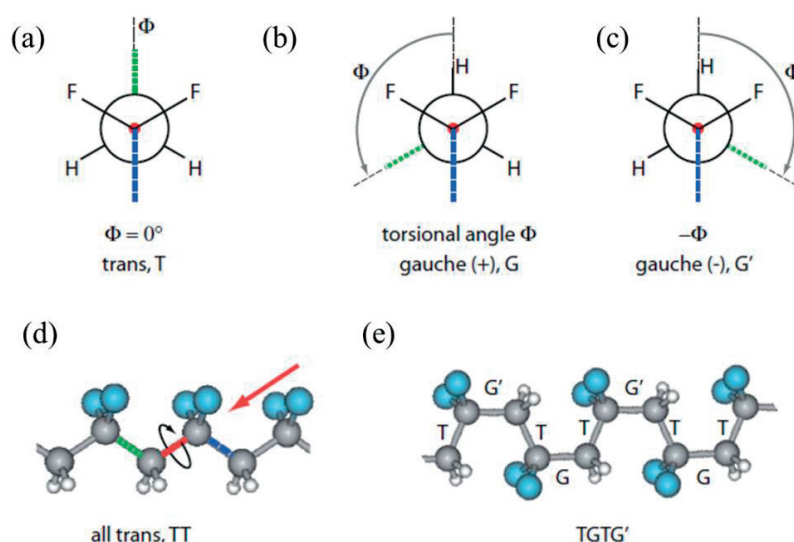 (a)
Φ
F
F
H
H
Φ = 0°
trans, T
(b)
Φ
H
F
F
H
torsional angle Φ
gauche (+), G
(c)
Φ
H
F
F
H
–Φ
gauche (-), G’
(d)
all trans, TT
(e)
G’
G’
T
T
T
T
T
G
G
TGTG’